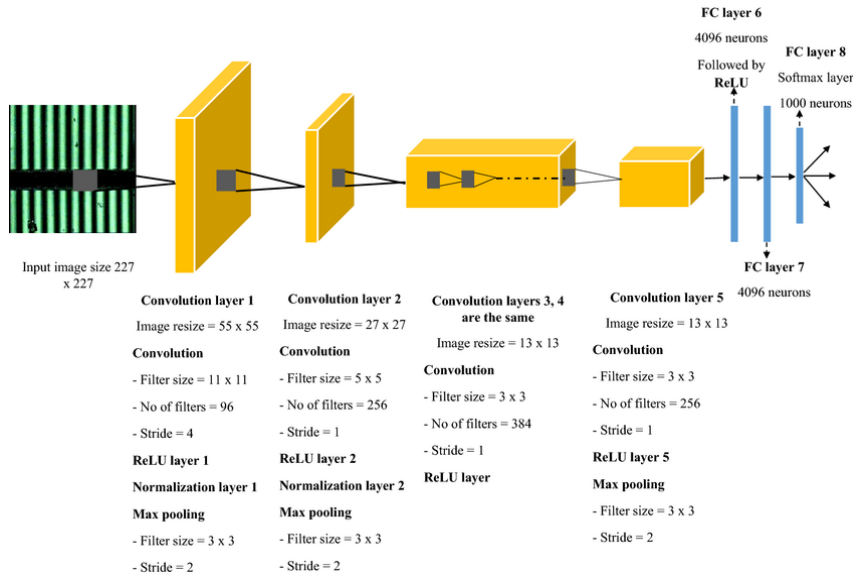 FC layer 6
4096 neurons
Followed by
ReLU
FC layer 8
Softmax layer
1000 neurons
Input image size 227
x 227
FC layer 7
4096 neurons
Convolution layer 1
Image resize = 55 x 55
Convolution
- Filter size = 11 x 11
- No of filters = 96
- Stride = 4
ReLU layer 1
Normalization layer 1
Max pooling
- Filter size = 3 x 3
- Stride = 2
Convolution layer 2
Image resize = 27 x 27
Convolution
- Filter size = 5 x 5
- No of filters = 256
- Stride = 1
ReLU layer 2
Normalization layer 2
Max pooling
- Filter size = 3 x 3
- Stride = 2
Convolution layers 3, 4
are the same
Image resize = 13 x 13
Convolution
- Filter size = 3 x 3
- No of filters = 384
- Stride = 1
ReLU layer
Convolution layer 5
Image resize = 13 x 13
Convolution
- Filter size = 3 x 3
- No of filters = 256
- Stride = 1
ReLU layer 5
Max pooling
- Filter size = 3 x 3
- Stride = 2